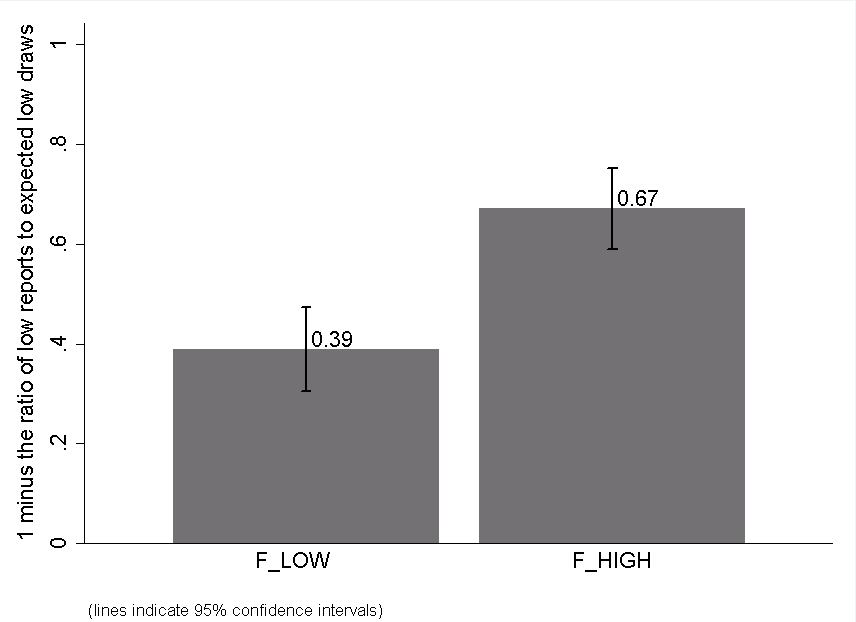 1 minus the ratio of low reports to expected low draws
1
.8
.6
.4
.2
0
0.39
0.67
F_LOW
F_HIGH
(lines indicate 95% confidence intervals)